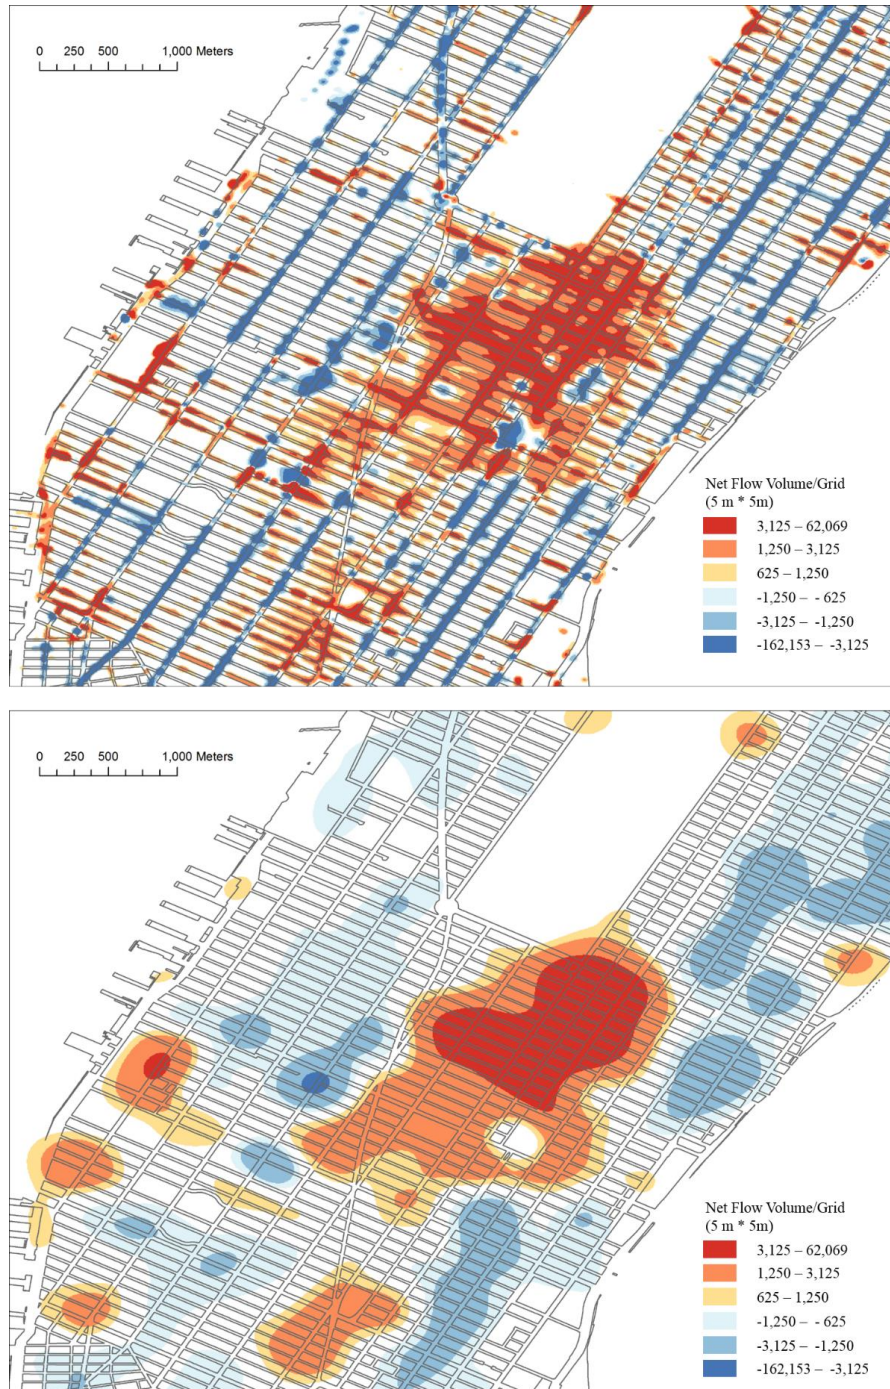 0 250 500 1,000 Meters
Net Flow Volume/Grid
(5 m * 5m)
3,125 – 62,069
1,250 – 3,125
625 – 1,250
-1,250 – - 625
-3,125 – -1,250
-162,153 – -3,125
0 250 500 1,000 Meters
Net Flow Volume/Grid
(5 m * 5m)
3,125 – 62,069
1,250 – 3,125
625 – 1,250
-1,250 – - 625
-3,125 – -1,250
-162,153 – -3,125